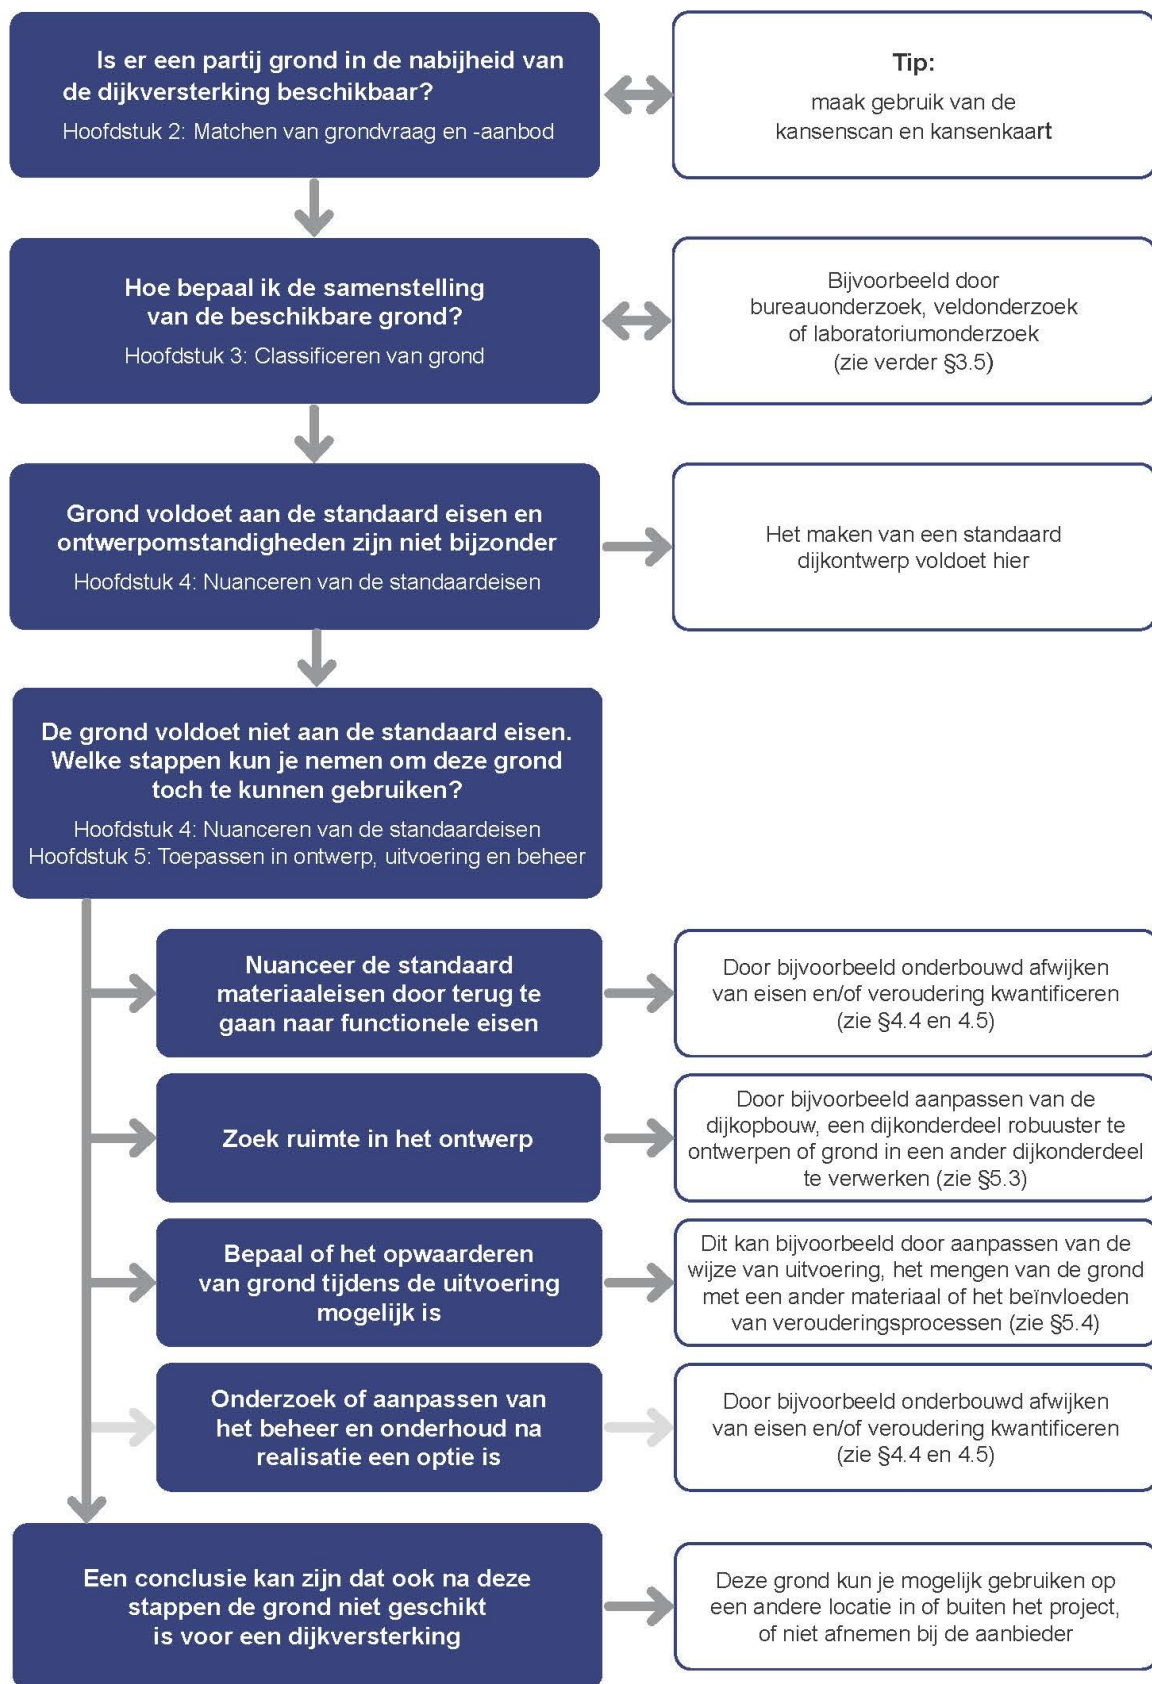 Is er een partij grond in de nabijheid van
de dijkversterking beschikbaar?
Hoofdstuk 2: Matchen van grondvraag en -aanbod
Tip:
maak gebruik van de
kansenscan en kansenkaart
Hoe bepaal ik de samenstelling
van de beschikbare grond?
Hoofdstuk 3: Classificeren van grond
Bijvoorbeeld door
bureauonderzoek, veldonderzoek
of laboratoriumonderzoek
(zie verder §3.5)
Grond voldoet aan de standaard eisen en
ontwerpomstandigheden zijn niet bijzonder
Hoofdstuk 4: Nuanceren van de standaardeisen
Het maken van een standaard
dijkontwerp voldoet hier
De grond voldoet niet aan de standaard eisen.
Welke stappen kun je nemen om deze grond
toch te kunnen gebruiken?
Hoofdstuk 4: Nuanceren van de standaardeisen
Hoofdstuk 5: Toepassen in ontwerp, uitvoering en beheer
Nuanceer de standaard
materiaaleisen door terug te
gaan naar functionele eisen
Door bijvoorbeeld onderbouwd afwijken
van eisen en/of veroudering kwantificeren
(zie §4.4 en 4.5)
Zoek ruimte in het ontwerp
Door bijvoorbeeld aanpassen van de
dijkopbouw, een dijkonderdeel robuuster te
ontwerpen of grond in een ander dijkonderdeel
te verwerken (zie §5.3)
Bepaal of het opwaarderen
van grond tijdens de uitvoering
mogelijk is
Dit kan bijvoorbeeld door aanpassen van de
wijze van uitvoering, het mengen van de grond
met een ander materiaal of het beïnvloeden
van verouderingsprocessen (zie §5.4)
Onderzoek of aanpassen van
het beheer en onderhoud na
realisatie een optie is
Door bijvoorbeeld onderbouwd afwijken
van eisen en/of veroudering kwantificeren
(zie §4.4 en 4.5)
Een conclusie kan zijn dat ook na deze
stappen de grond niet geschikt
is voor een dijkversterking
Deze grond kun je mogelijk gebruiken op
een andere locatie in of buiten het project,
of niet afnemen bij de aanbieder